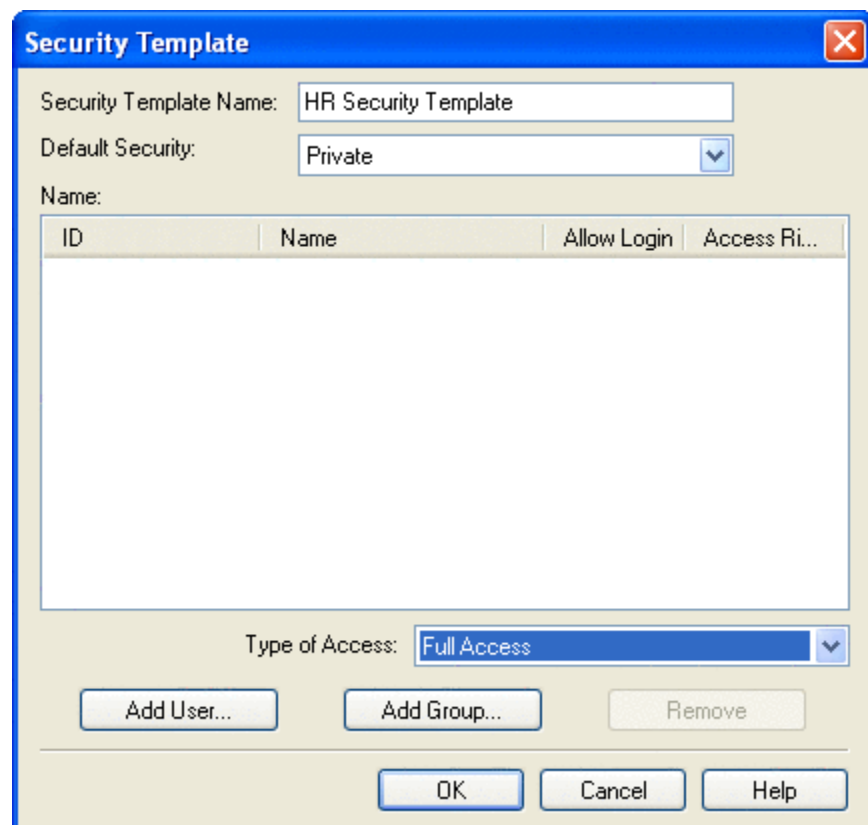 Security Template
Security Template Name: HR Security Template
Default Security: Private
Name:
ID Name Allow Login Access Ri...
Type of Access: Full Access
Add User... Add Group... Remove
OK Cancel Help